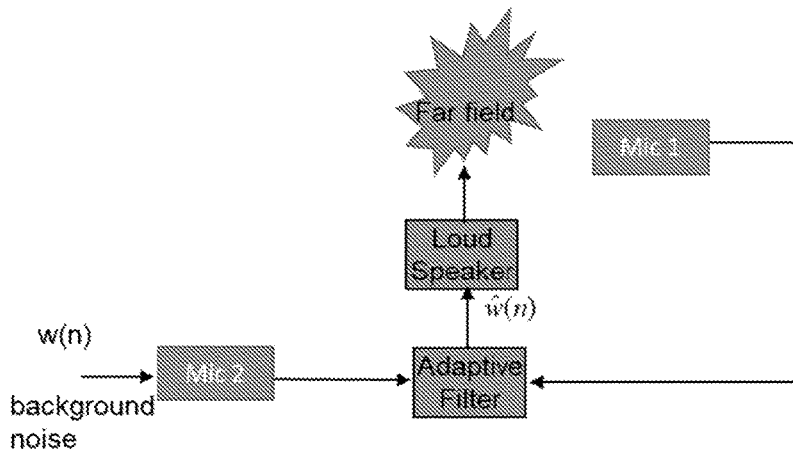 Far field
Mic 1
Loud
Speaker
ŵ(n)
w(n)
Mic 2
Adaptive
Filter
background
noise